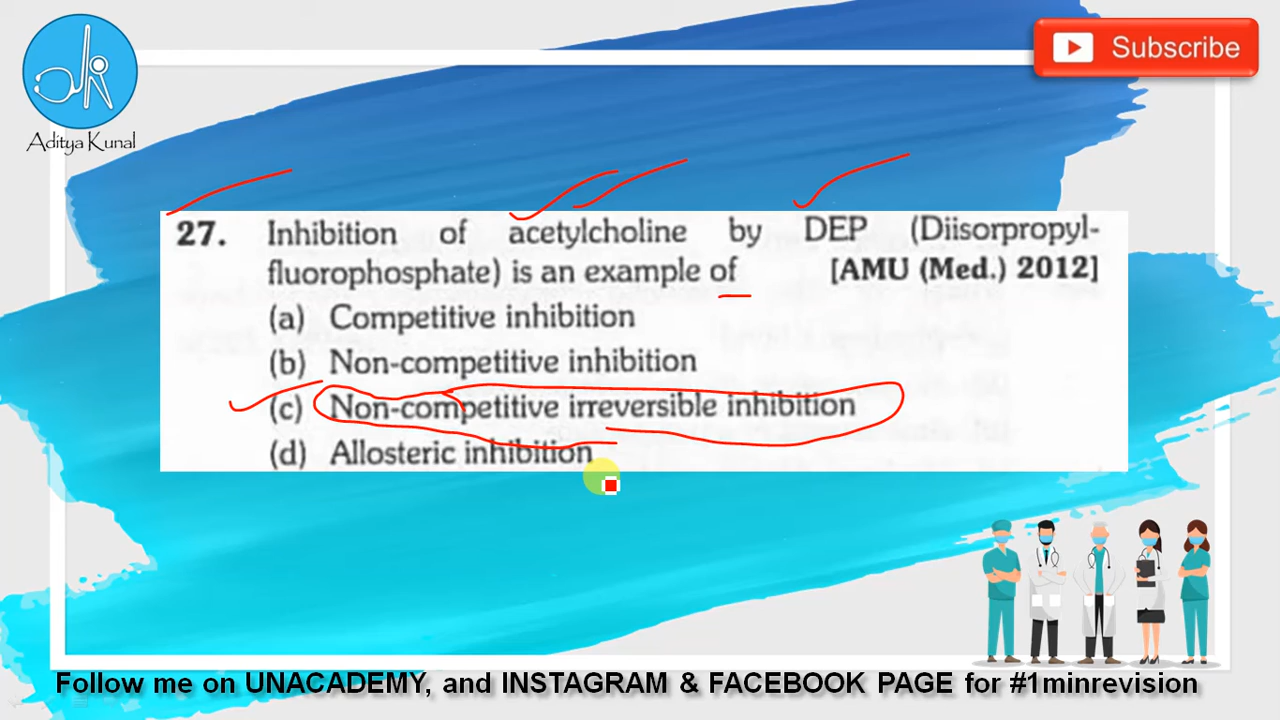 Subscribe
Aditya Kunal
27. Inhibition of acetylcholine by DEP (Diisorpropyl-
fluorophosphate) is an example of [AMU (Med.) 2012]
(a) Competitive inhibition
(b) Non-competitive inhibition
(c) Non-competitive irreversible inhibition
(d) Allosteric inhibition
Follow me on UNACADEMY, and INSTAGRAM & FACEBOOK PAGE for #1minrevision